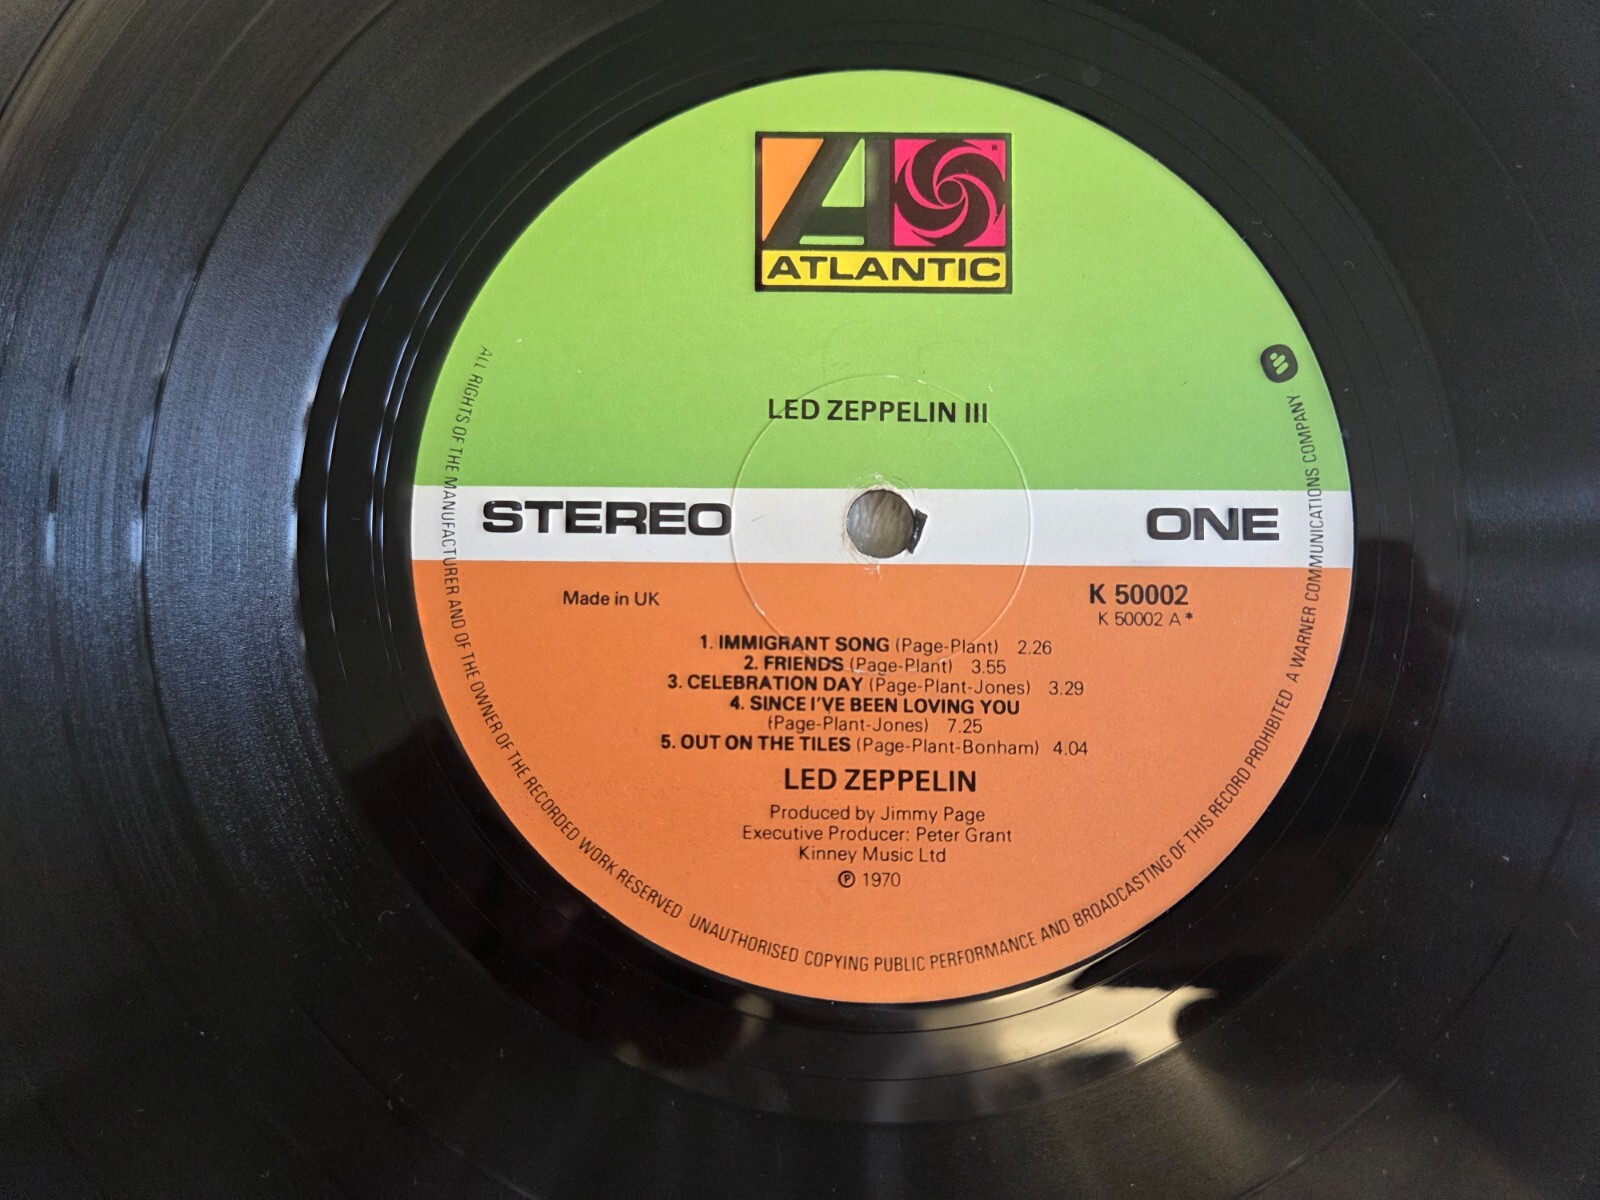 ATLANTIC
LED ZEPPELIN III
STEREO
ONE
Made in UK
K 50002
K 50002 A*
1. IMMIGRANT SONG (Page-Plant) 2.26
2. FRIENDS (Page-Plant) 3.55
3. CELEBRATION DAY (Page-Plant-Jones) 3.29
4. SINCE I'VE BEEN LOVING YOU
(Page-Plant-Jones) 7.25
5. OUT ON THE TILES (Page-Plant-Bonham) 4.04
LED ZEPPELIN
Produced by Jimmy Page
Executive Producer: Peter Grant
Kinney Music Ltd
℗ 1970
ALL RIGHTS OF THE MANUFACTURER AND OF THE OWNER OF THE RECORDED WORK RESERVED UNAUTHORISED COPYING PUBLIC PERFORMANCE AND BROADCASTING OF THIS RECORD PROHIBITED A WARNER COMMUNICATIONS COMPANY